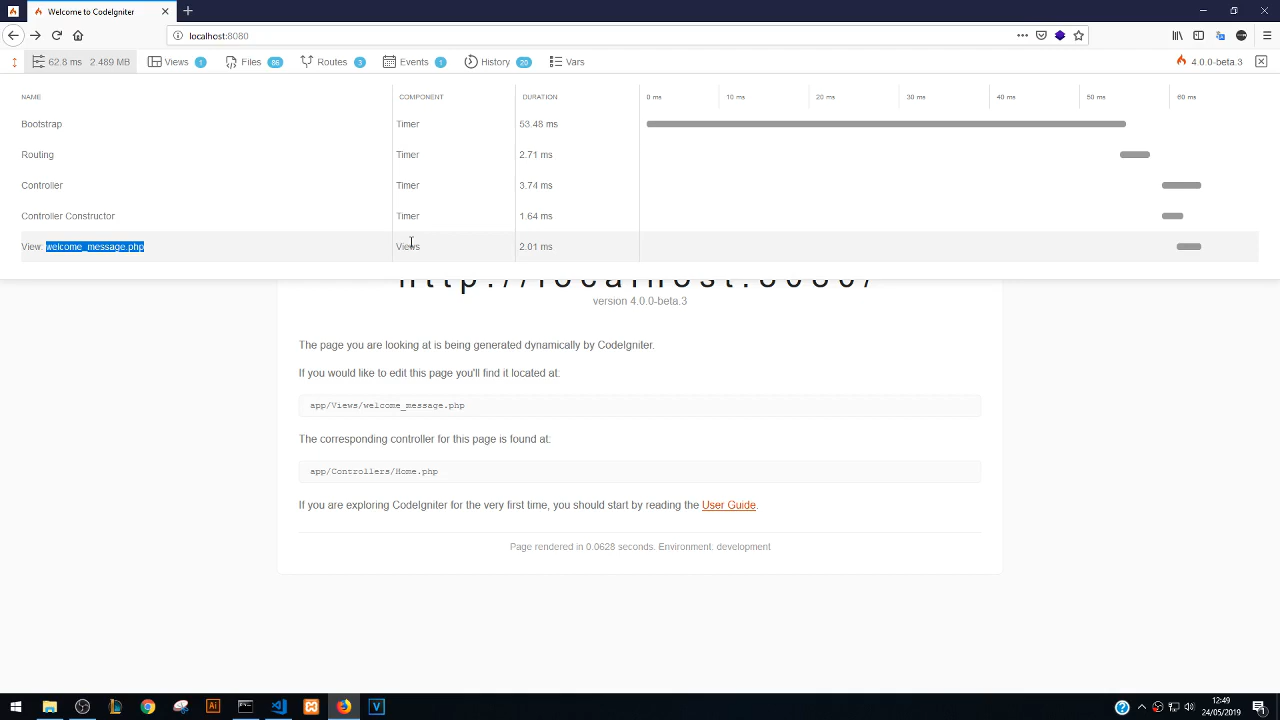 Welcome to CodeIgniter
localhost:8080
62.8 ms 2.489 MB Views 1 Files 86 Routes 3 Events 1 History 20 Vars 4.0.0-beta.3
NAME COMPONENT DURATION 0 ms 10 ms 20 ms 30 ms 40 ms 50 ms 60 ms
Bootstrap Timer 53.48 ms
Routing Timer 2.71 ms
Controller Timer 3.74 ms
Controller Constructor Timer 1.64 ms
View: welcome_message.php Views 2.01 ms
http://localhost:8080/
version 4.0.0-beta.3
The page you are looking at is being generated dynamically by CodeIgniter.
If you would like to edit this page you'll find it located at:
app/Views/welcome_message.php
The corresponding controller for this page is found at:
app/Controllers/Home.php
If you are exploring CodeIgniter for the very first time, you should start by reading the User Guide.
Page rendered in 0.0628 seconds. Environment: development
12:49
24/05/2019